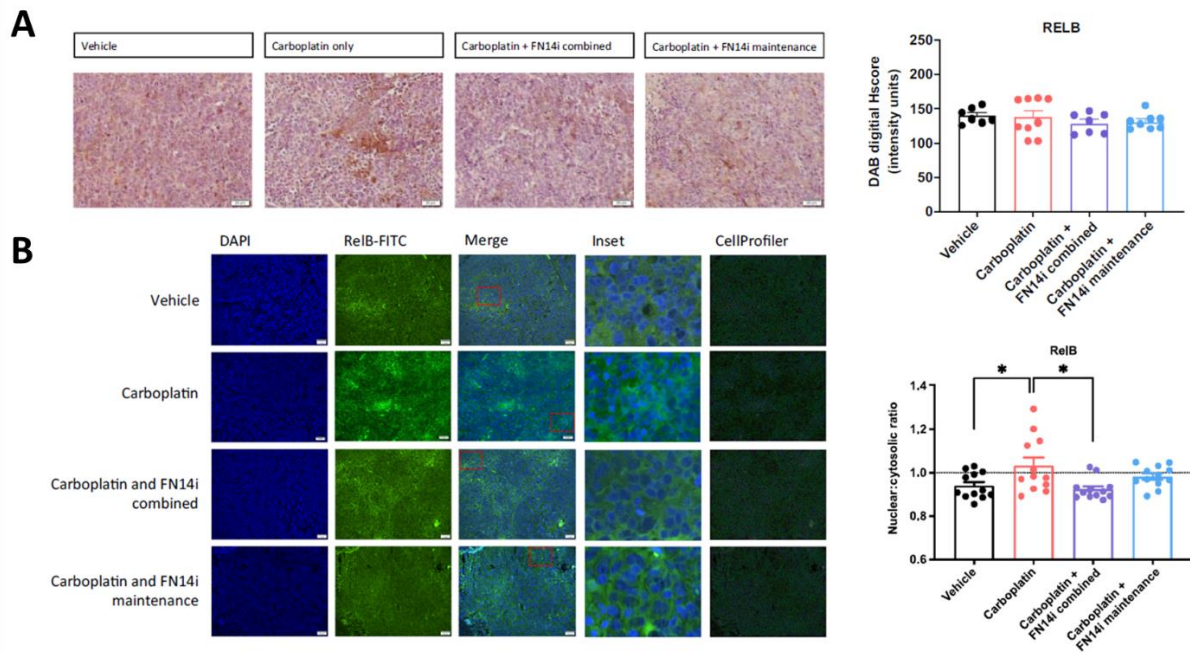 A
Vehicle
Carboplatin only
Carboplatin + FN14i combined
Carboplatin + FN14i maintenance
RELB
DAB digitial Hscore
(intensity units)
250
200
150
100
50
0
Vehicle
Carboplatin
Carboplatin +
FN14i combined
Carboplatin +
FN14i maintenance
B
DAPI
RelB-FITC
Merge
Inset
CellProfiler
Vehicle
Carboplatin
Carboplatin and FN14i
combined
Carboplatin and FN14i
maintenance
RelB
Nuclear::cytosolic ratio
1.4
1.2
1.0
0.8
0.6
*
*
Vehicle
Carboplatin
Carboplatin +
FN14i combined
Carboplatin +
FN14i maintenance